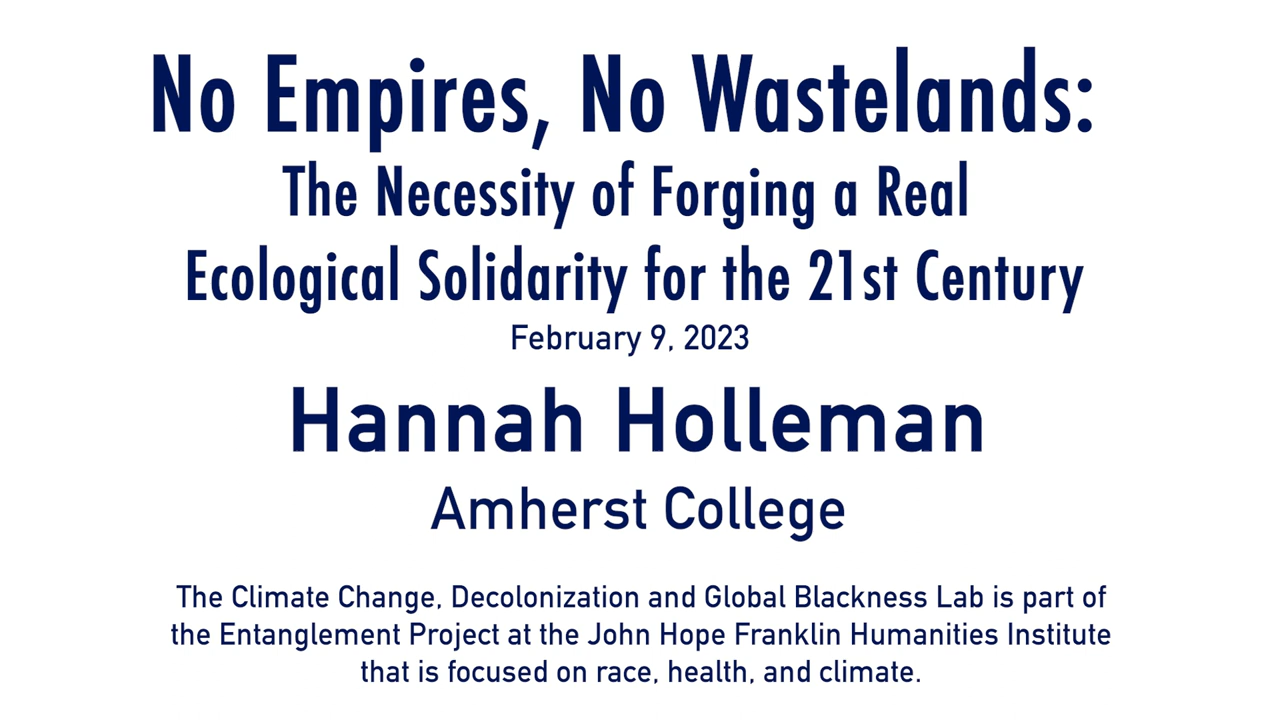 No Empires, No Wastelands:
The Necessity of Forging a Real
Ecological Solidarity for the 21st Century
February 9, 2023
Hannah Holleman
Amherst College
The Climate Change, Decolonization and Global Blackness Lab is part of
the Entanglement Project at the John Hope Franklin Humanities Institute
that is focused on race, health, and climate.